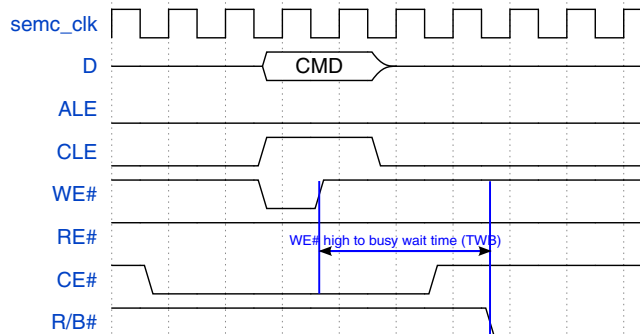 semc_clk
D
CMD
ALE
CLE
WE#
RE#
WE# high to busy wait time (TWB)
CE#
R/B#